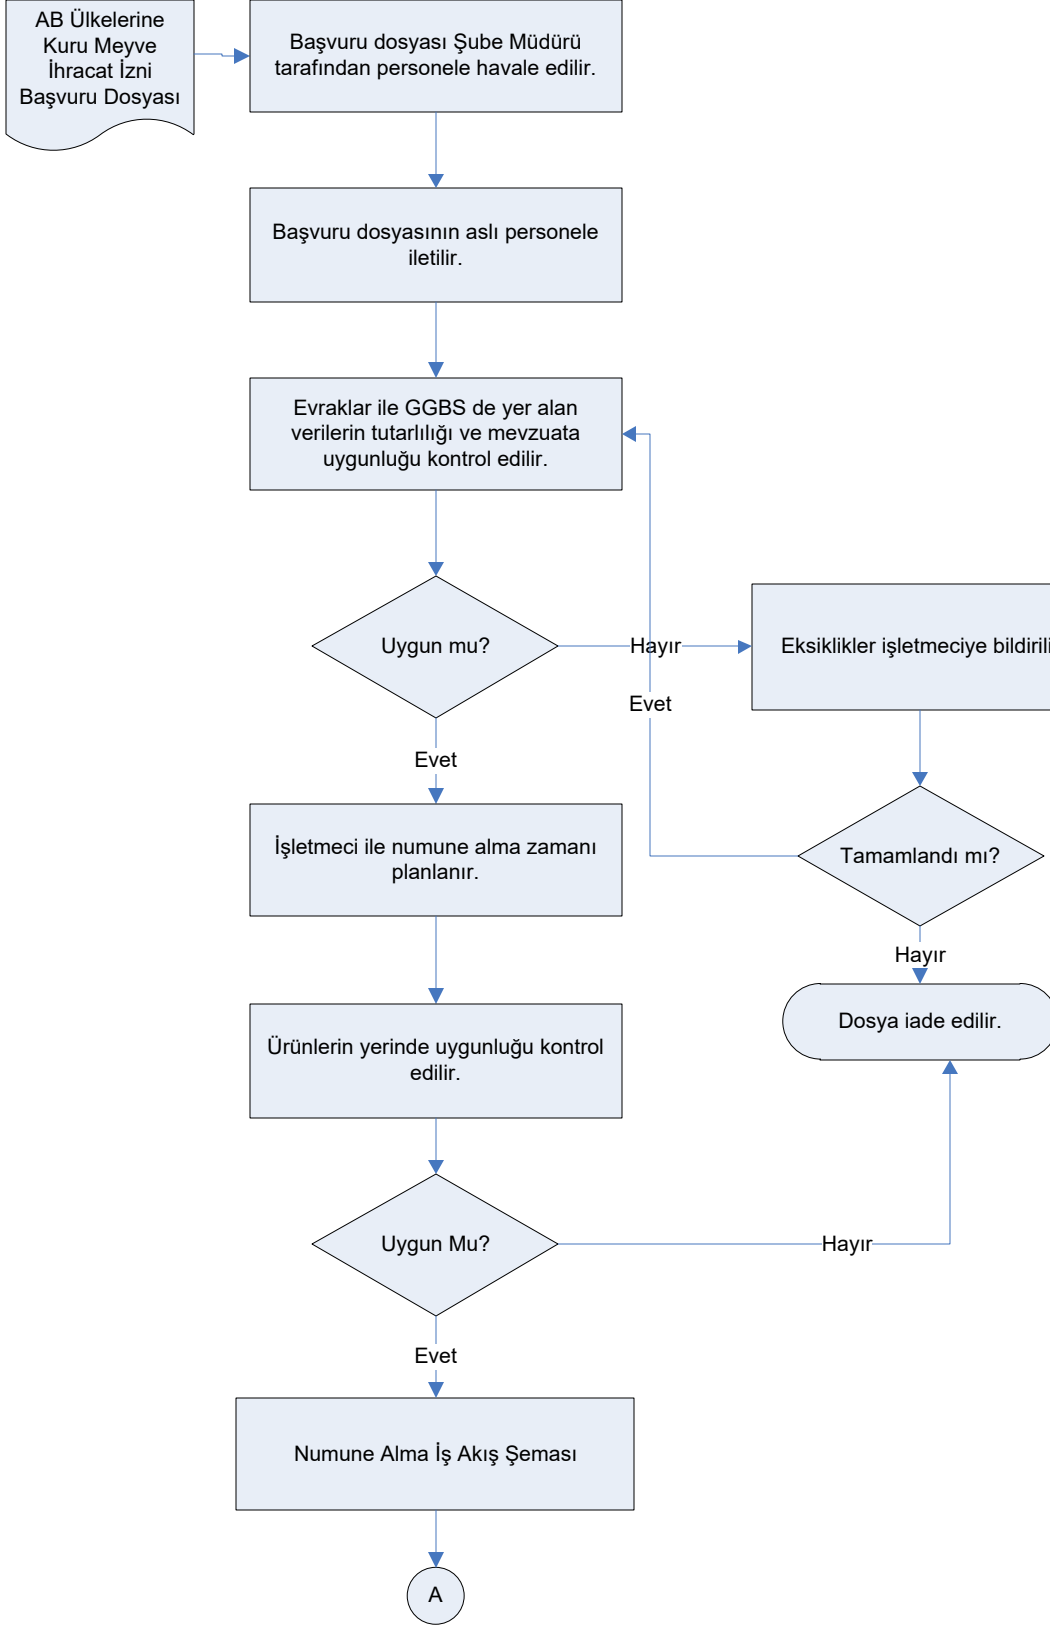 AB Ülkelerine
Kuru Meyve
İhracat İzni
Başvuru Dosyası
Başvuru dosyası Şube Müdürü
tarafından personele havale edilir.
Başvuru dosyasının aslı personele
iletilir.
Evraklar ile GGBS de yer alan
verilerin tutarlılığı ve mevzuata
uygunluğu kontrol edilir.
Uygun mu?
Hayır
Eksiklikler işletmeciye bildirili
Evet
Evet
İşletmeci ile numune alma zamanı
planlanır.
Tamamlandı mı?
Hayır
Dosya iade edilir.
Ürünlerin yerinde uygunluğu kontrol
edilir.
Uygun Mu?
Hayır
Evet
Numune Alma İş Akış Şeması
A